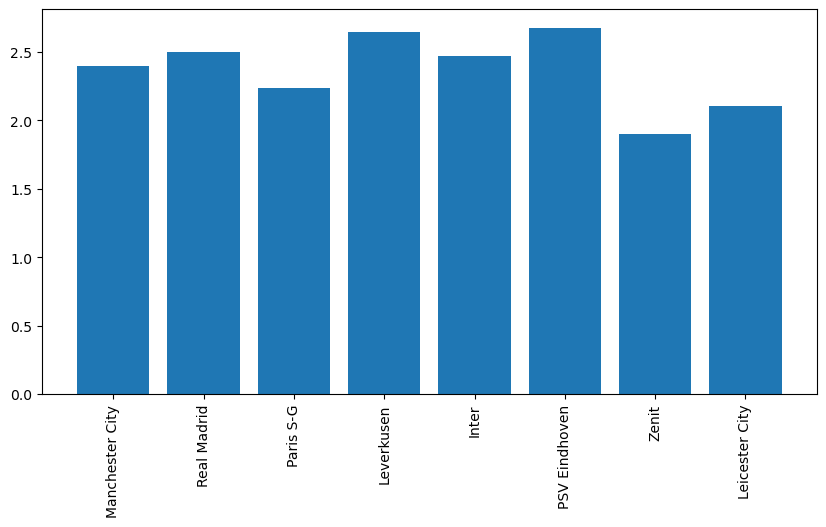 2.5
2.0
1.5
1.0
0.5
0.0
Manchester City
Real Madrid
Paris S-G
Leverkusen
Inter
PSV Eindhoven
Zenit
Leicester City